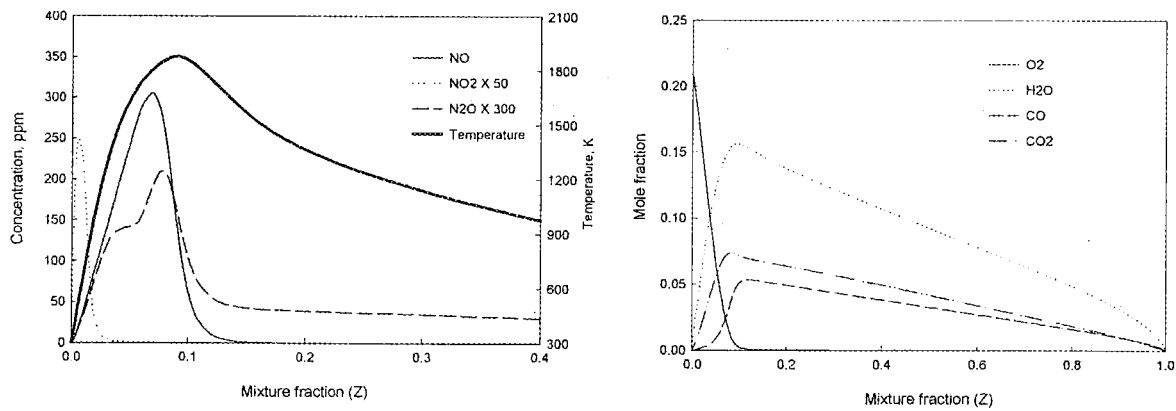 400
350
300
250
200
150
100
50
0
Concentration, ppm
0.0
0.1
0.2
0.3
0.4
Mixture fraction (Z)
2100
1800
1500
1200
900
600
300
Temperature, K
NO
NO2 X 50
N2O X 300
Temperature
0.25
0.20
0.15
0.10
0.05
0.00
Mole fraction
0.0
0.2
0.4
0.6
0.8
1.0
Mixture fraction (Z)
O2
H2O
CO
CO2